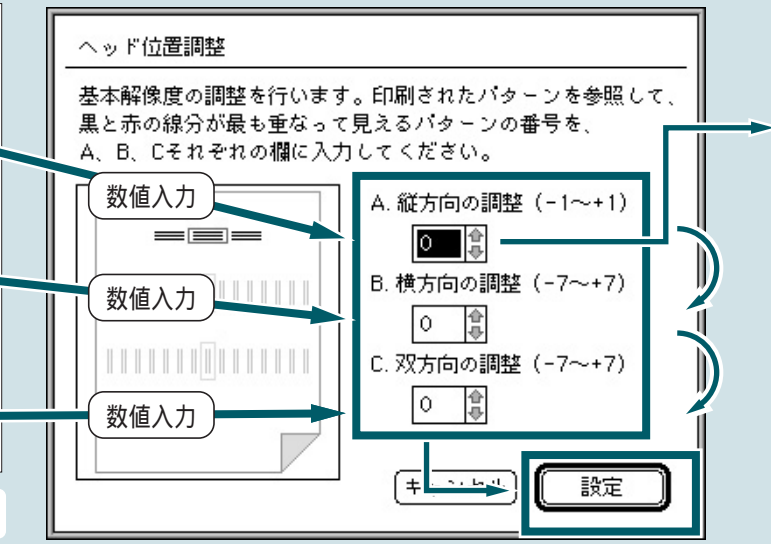 ヘッド位置調整
基本解像度の調整を行います。印刷されたパターンを参照して、
黒と赤の線分が最も重なって見えるパターンの番号を、
A、B、Cそれぞれの欄に入力してください。
数値入力
A. 縦方向の調整（-1～+1）
0
数値入力
B. 横方向の調整（-7～+7）
0
C. 双方向の調整（-7～+7）
数値入力
0
設定